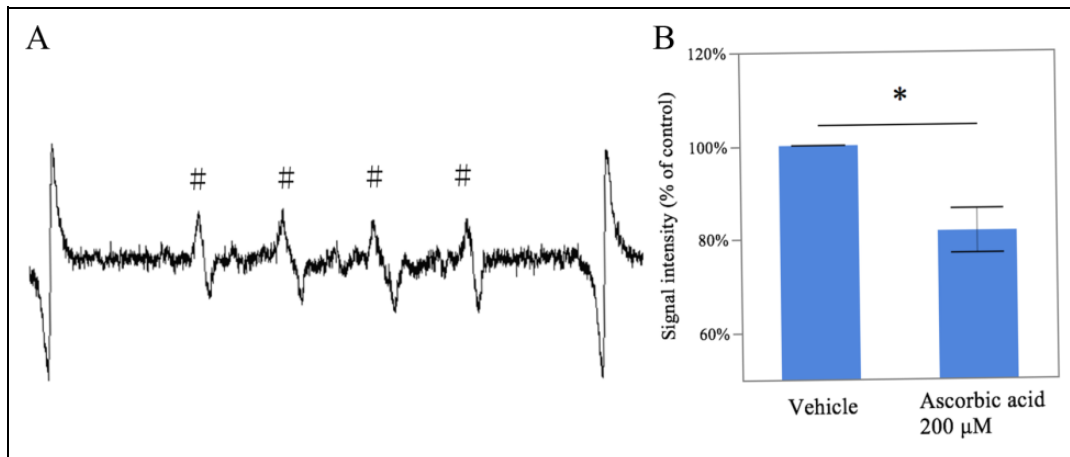 A
# # # #
B
Signal intensity (% of control)
120%
100%
80%
60%
*
Vehicle
Ascorbic acid
200 μM